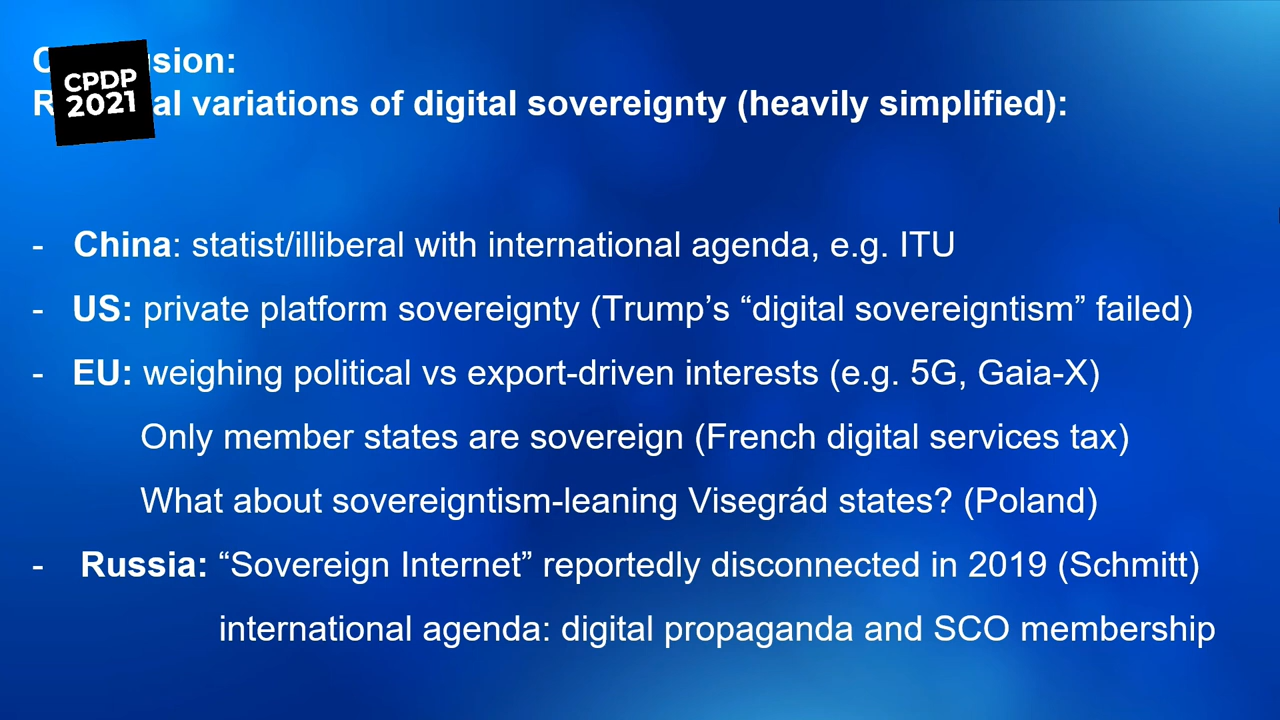 CPDP
2021
variations of digital sovereignty (heavily simplified):
- China: statist/illiberal with international agenda, e.g. ITU
- US: private platform sovereignty (Trump’s “digital sovereigntism” failed)
- EU: weighing political vs export-driven interests (e.g. 5G, Gaia-X)
Only member states are sovereign (French digital services tax)
What about sovereigntism-leaning Visegrád states? (Poland)
- Russia: “Sovereign Internet” reportedly disconnected in 2019 (Schmitt)
international agenda: digital propaganda and SCO membership